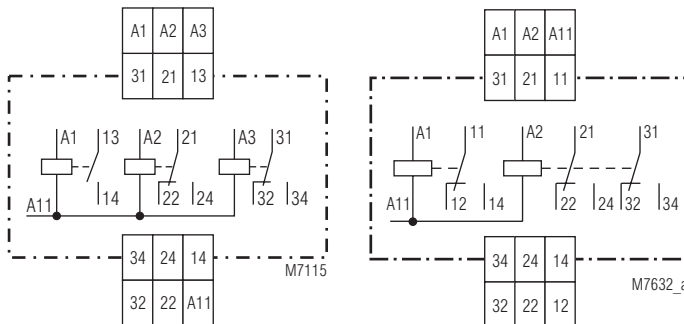 A1 A2 A3
31 21 13
A1 13 A2 21 A3 31
14 22 24 32 34
A11
34 24 14
M7115
32 22 A11
A1 A2 A11
31 21 11
A1 11 A2 21 31
A11 12 14 22 24 32 34
34 24 14
M7632_a
32 22 12